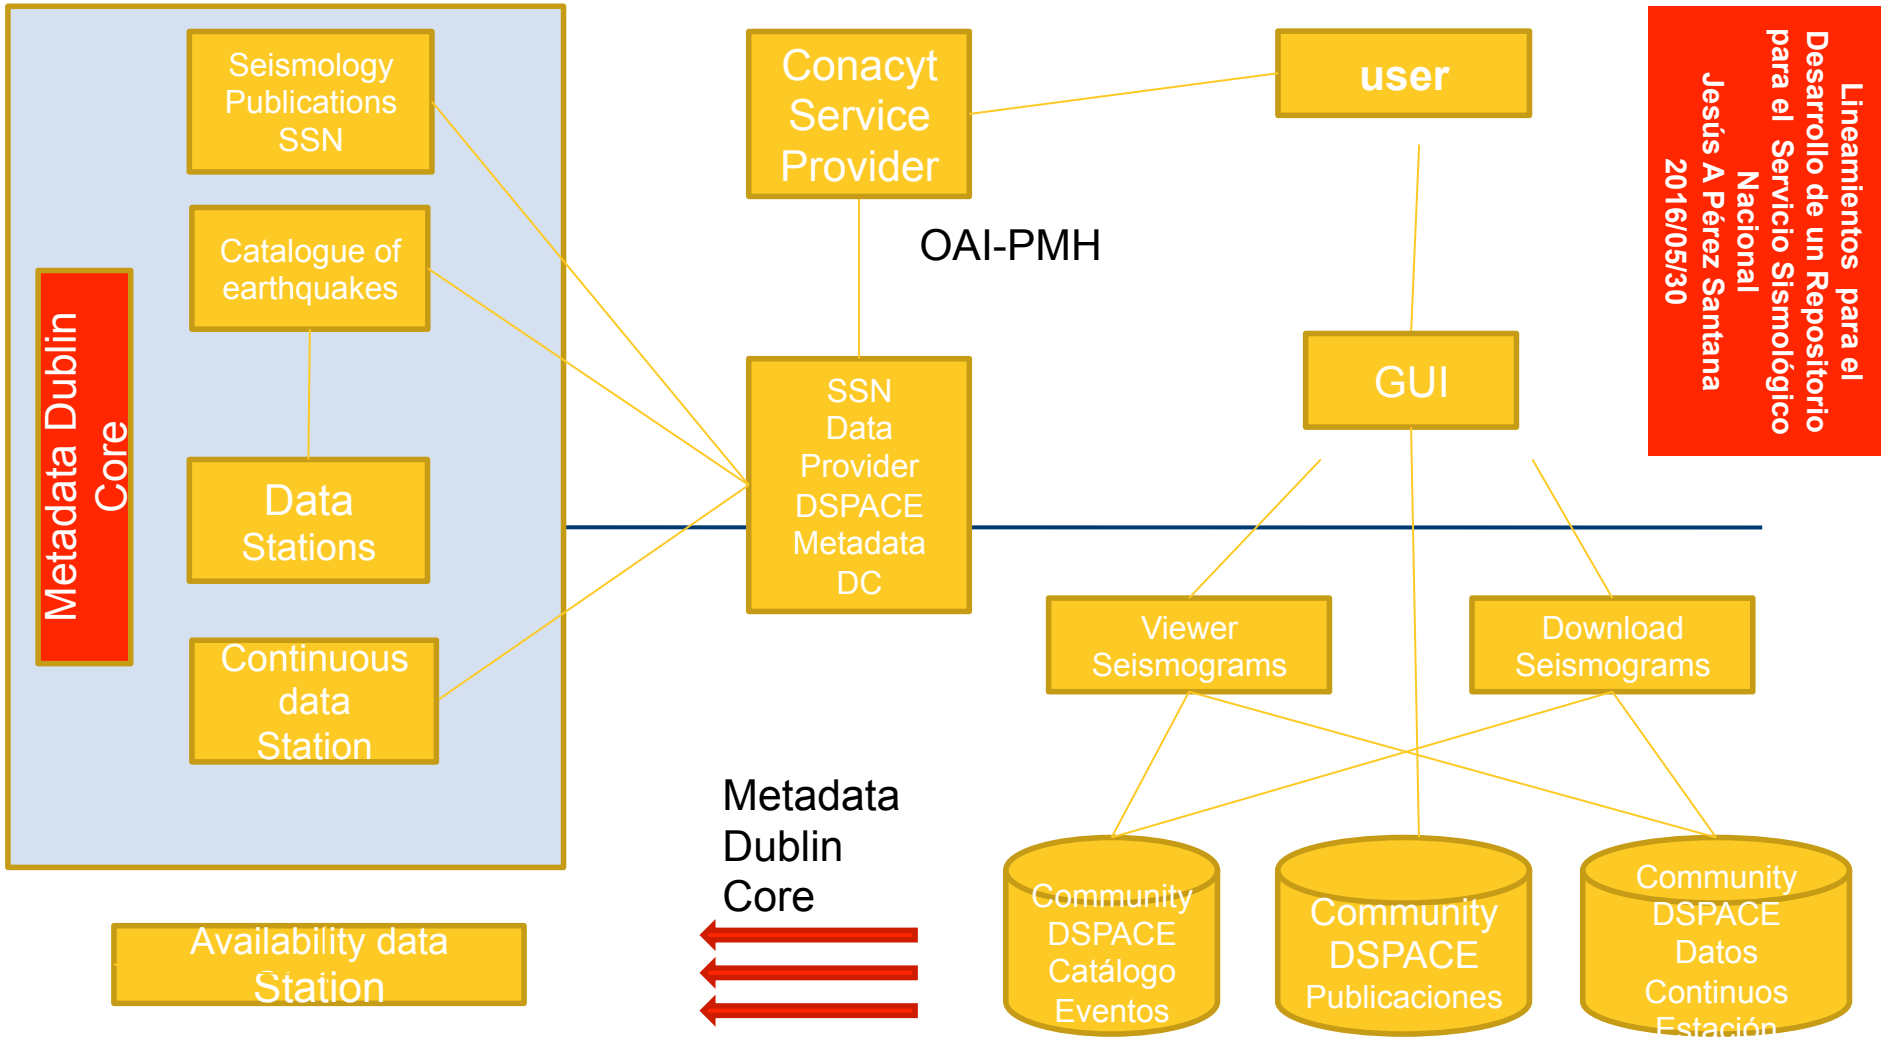 Seismology
Publications
SSN
Catalogue of
earthquakes
Metadata Dublin
Core
Data
Stations
Continuous
data
Station
Availability data
Station
Conacyt
Service
Provider
OAI-PMH
SSN
Data
Provider
DSPACE
Metadata
DC
Metadata
Dublin
Core
user
GUI
Viewer
Seismograms
Download
Seismograms
Community
DSPACE
Catálogo
Eventos
Community
DSPACE
Publicaciones
Community
DSPACE
Datos
Continuos
Estación
Lineamientos para el
Desarrollo de un Repositorio
para el Servicio Sismológico
Nacional
Jesús A Pérez Santana
2016/05/30